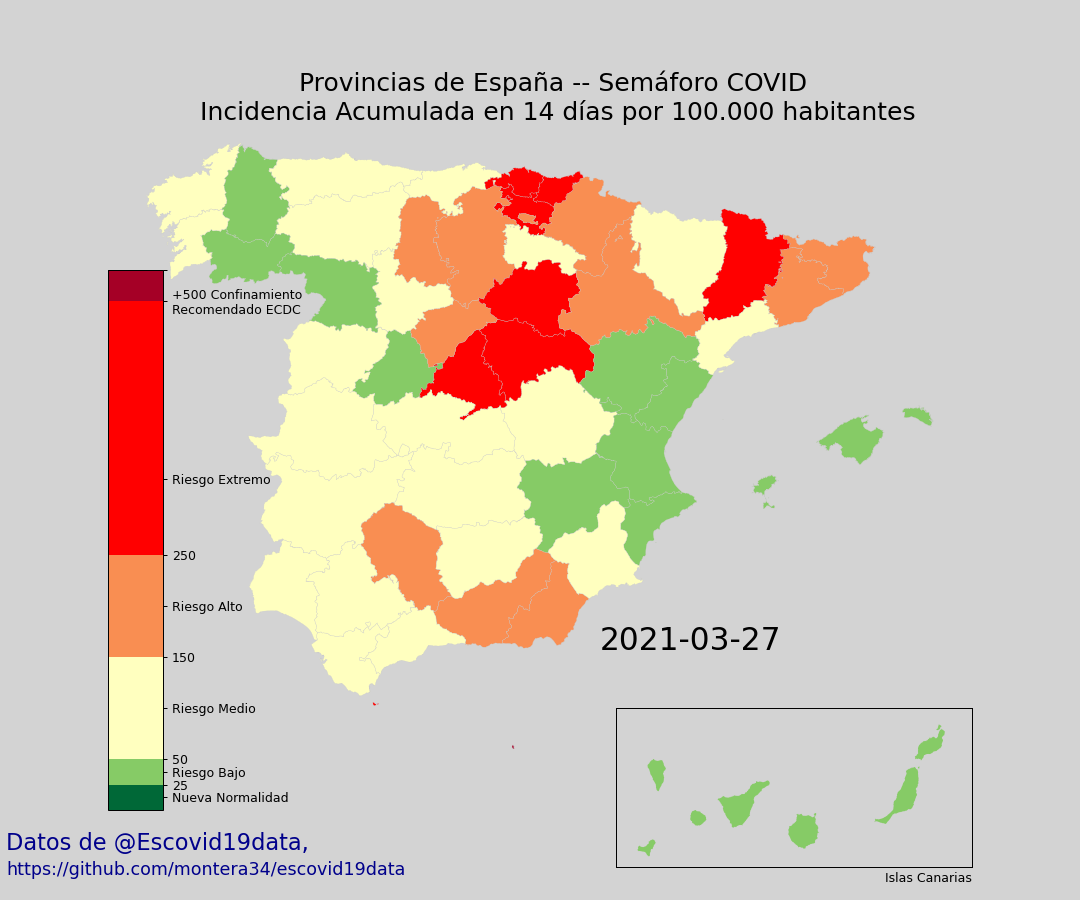 Provincias de España -- Semáforo COVID
Incidencia Acumulada en 14 días por 100.000 habitantes
+500 Confinamiento
Recomendado ECDC
Riesgo Extremo
250
Riesgo Alto
150
Riesgo Medio
50
Riesgo Bajo
25
Nueva Normalidad
2021-03-27
Islas Canarias
Datos de @Escovid19data,
https://github.com/montera34/escovid19data